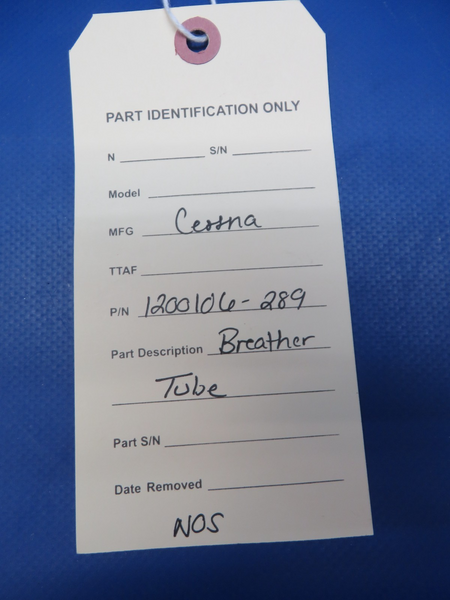 PART IDENTIFICATION ONLY
N S/N
Model
MFG Cessna
TTAF
P/N 1200106-289
Part Description Breather
Tube
Part S/N
Date Removed
NOS